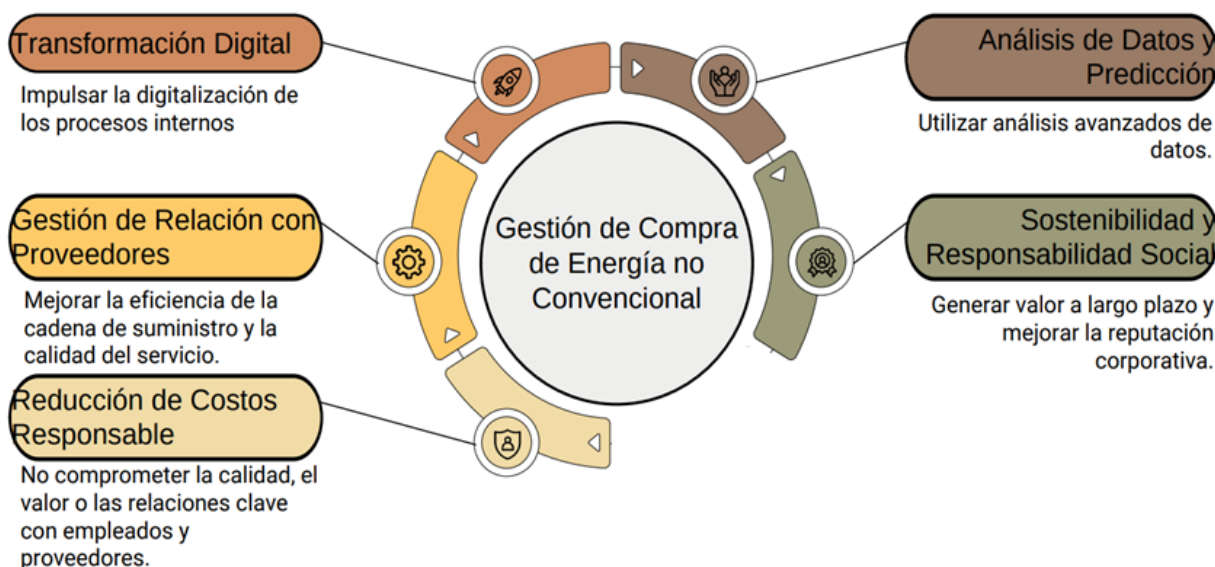 Transformación Digital
Impulsar la digitalización de
los procesos internos
Gestión de Relación con
Proveedores
Mejorar la eficiencia de la
cadena de suministro y la
calidad del servicio.
Reducción de Costos
Responsable
No comprometer la calidad, el
valor o las relaciones clave
con empleados y
proveedores.
Gestión de Compra
de Energía no
Convencional
Análisis de Datos y
Predicción
Utilizar análisis avanzados de
datos.
Sostenibilidad y
Responsabilidad Social
Generar valor a largo plazo y
mejorar la reputación
corporativa.